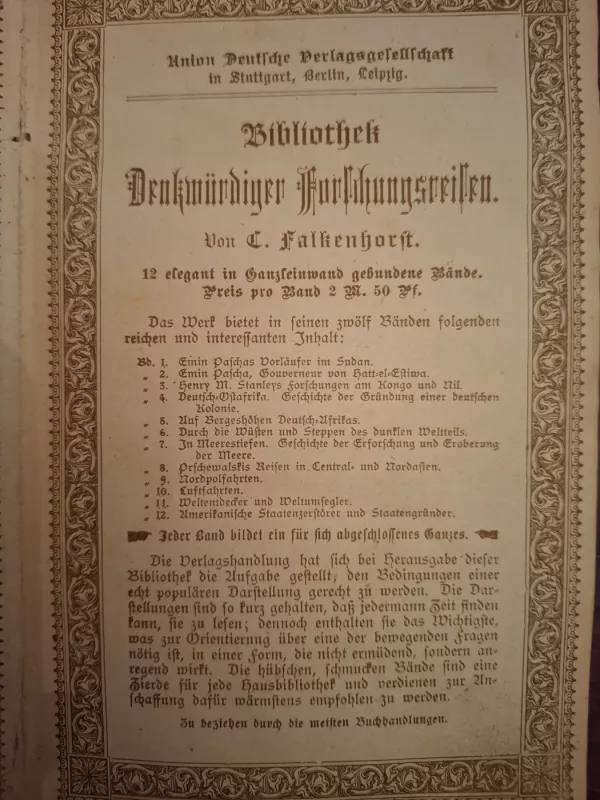 Union Deutsche Verlagsgesellschaft
in Stuttgart, Berlin, Leipzig.
Bibliothek
Denkwürdiger Forschungsreisen.
Von C. Falkenhorst.
12 elegant in Ganzleinwand gebundene Bände.
Preis pro Band 2 M. 50 Pf.
Das Werk bietet in seinen zwölf Bänden folgenden
reichen und interessanten Inhalt:
Bd. 1. Emin Paschas Vorläufer im Sudan.
„ 2. Emin Pascha, Gouverneur von Hatt-el-Estiwa.
„ 3. Henry M. Stanleys Forschungen am Kongo und Nil.
„ 4. Deutsch-Ostafrika. Geschichte der Gründung einer deutschen
Kolonie.
„ 5. Auf Bergeshöhen Deutsch-Afrikas.
„ 6. Durch die Wüsten und Steppen des dunklen Weltteils.
„ 7. In Meerestiefen. Geschichte der Erforschung und Eroberung
der Meere.
„ 8. Prschewalskis Reisen in Central- und Nordasien.
„ 9. Nordpolfahrten.
„ 10. Luftfahrten.
„ 11. Weltentdecker und Weltumsegler.
„ 12. Amerikanische Staatenzerstörer und Staatengründer.
Jeder Band bildet ein für sich abgeschlossenes Ganzes.
Die Verlagshandlung hat sich bei Herausgabe dieser
Bibliothek die Aufgabe gestellt, den Bedingungen einer
echt populären Darstellung gerecht zu werden. Die Dar-
stellungen sind so kurz gehalten, daß jedermann Zeit finden
kann, sie zu lesen; dennoch enthalten sie das Wichtigste,
was zur Orientierung über eine der bewegenden Fragen
nötig ist, in einer Form, die nicht ermüdend, sondern an-
regend wirkt. Die hübschen, schmucken Bände sind eine
Zierde für jede Hausbibliothek und verdienen zur An-
schaffung dafür wärmstens empfohlen zu werden.
Zu beziehen durch die meisten Buchhandlungen.